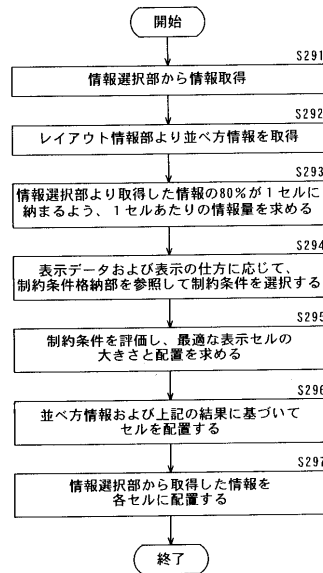 開始
S291
情報選択部から情報取得
S292
レイアウト情報部より並べ方情報を取得
S293
情報選択部より取得した情報の80%が1セルに
納まるよう、1セルあたりの情報量を求める
S294
表示データおよび表示の仕方に応じて、
制約条件格納部を参照して制約条件を選択する
S295
制約条件を評価し、最適な表示セルの
大きさと配置を求める
S296
並べ方情報および上記の結果に基づいて
セルを配置する
S297
情報選択部から取得した情報を
各セルに配置する
終了